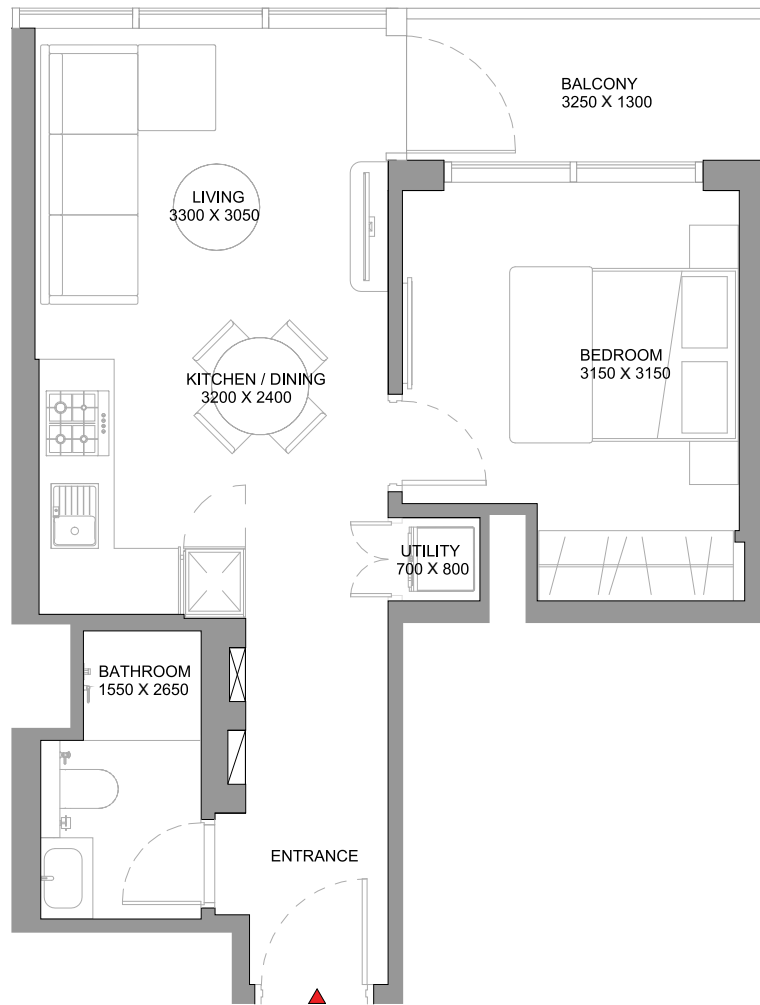 BALCONY
3250 X 1300
LIVING
3300 X 3050
BEDROOM
3150 X 3150
KITCHEN / DINING
3200 X 2400
UTILITY
700 X 800
BATHROOM
1550 X 2650
ENTRANCE